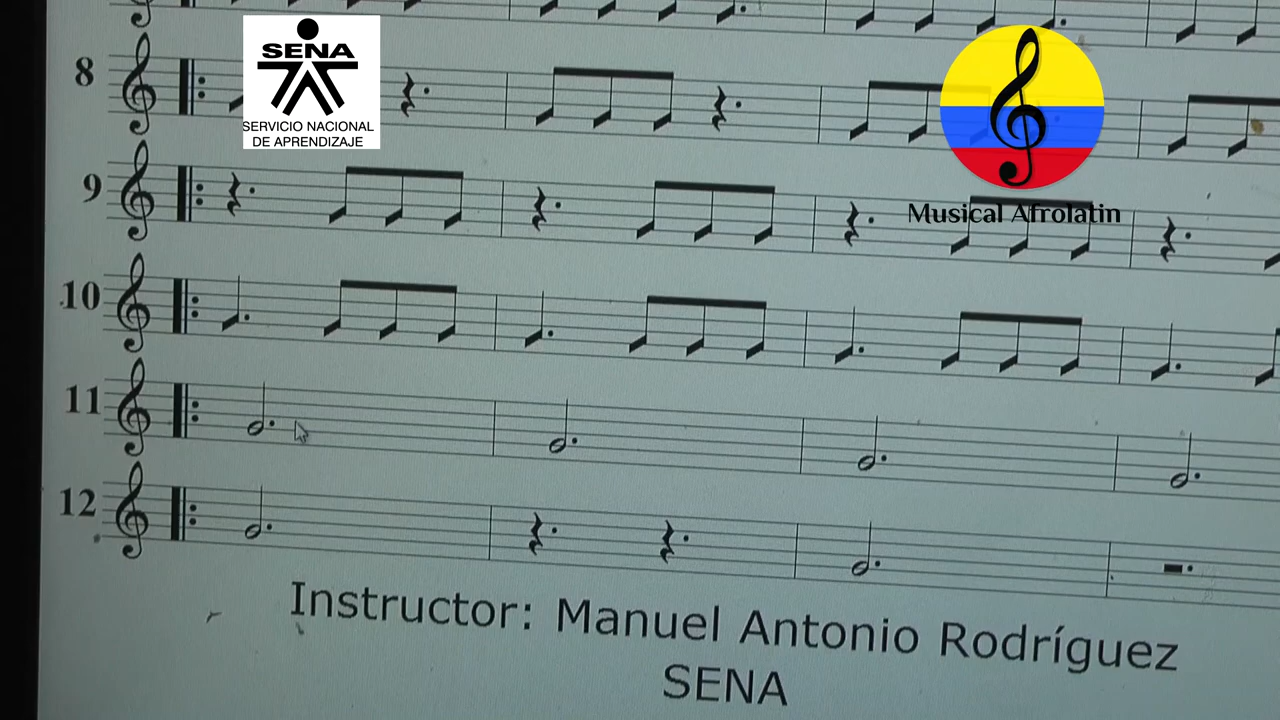 SENA
SERVICIO NACIONAL
DE APRENDIZAJE
Musical Afrolatin
8
9
10
11
12
Instructor: Manuel Antonio Rodríguez
SENA